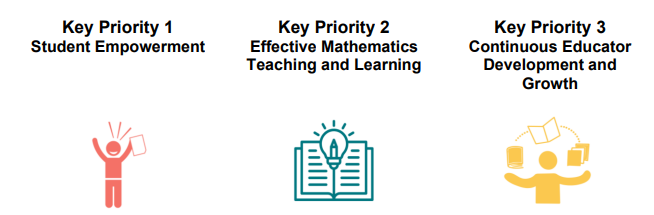 Key Priority 1
Student Empowerment
Key Priority 2
Effective Mathematics
Teaching and Learning
Key Priority 3
Continuous Educator
Development and
Growth